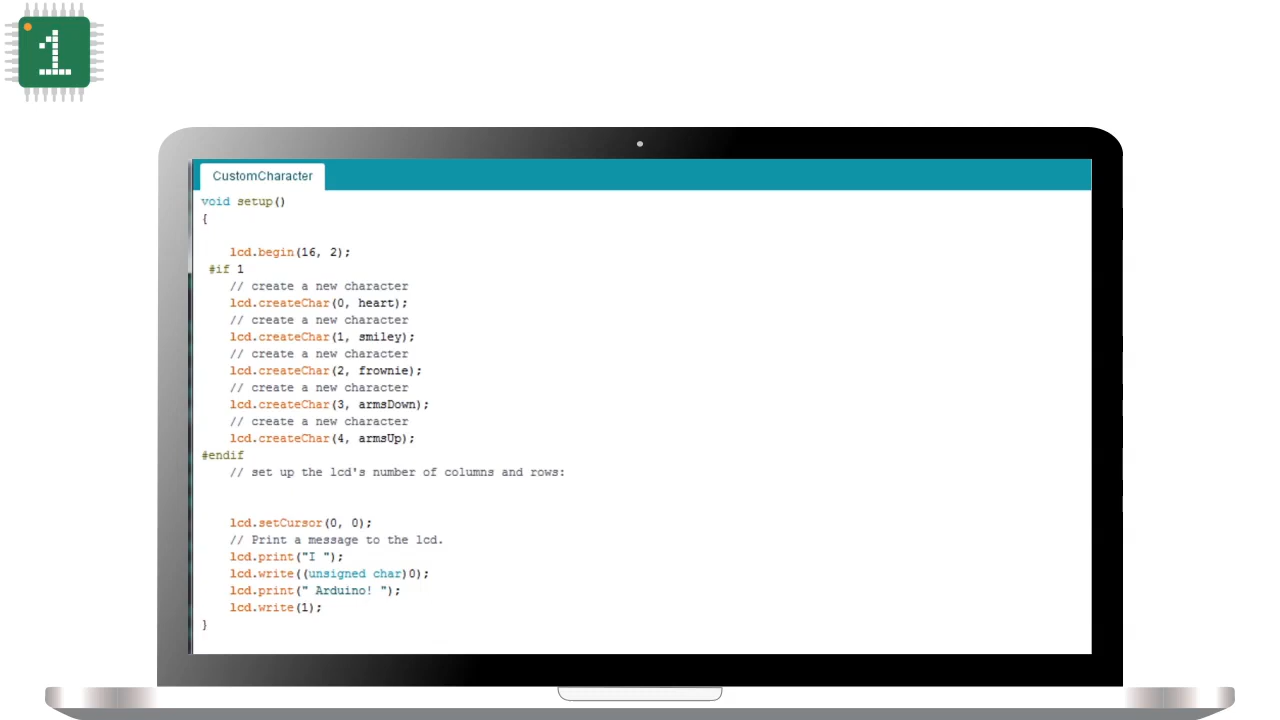 1
CustomCharacter
void setup()
{
lcd.begin(16, 2);
#if 1
// create a new character
lcd.createChar(0, heart);
// create a new character
lcd.createChar(1, smiley);
// create a new character
lcd.createChar(2, frownie);
// create a new character
lcd.createChar(3, armsDown);
// create a new character
lcd.createChar(4, armsUp);
#endif
// set up the lcd's number of columns and rows:
lcd.setCursor(0, 0);
// Print a message to the lcd.
lcd.print("I ");
lcd.write((unsigned char)0);
lcd.print(" Arduino! ");
lcd.write(1);
}